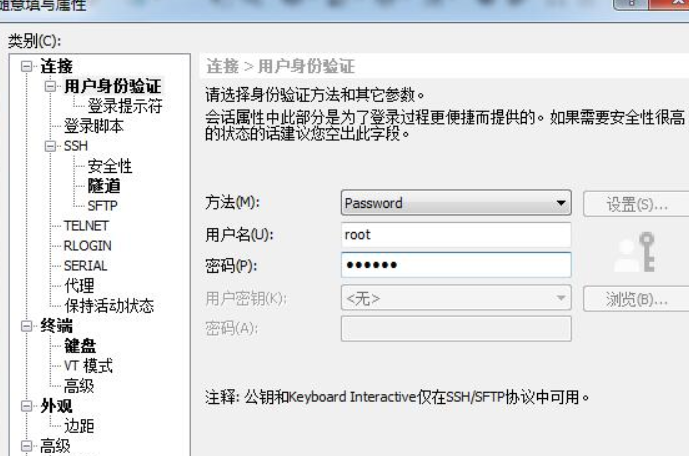 随意填写属性
类别(C):
连接
用户身份验证
登录提示符
登录脚本
SSH
安全性
隧道
SFTP
TELNET
RLOGIN
SERIAL
代理
保持活动状态
终端
键盘
VT 模式
高级
外观
边距
高级
连接 > 用户身份验证
请选择身份验证方法和其它参数。
会话属性中此部分是为了登录过程更便捷而提供的。如果需要安全性很高
的状态的话建议您空出此字段。
方法(M): Password 设置(S)...
用户名(U): root
密码(P): ••••••
用户密钥(K): <无> 浏览(B)...
密码(A):
注释: 公钥和Keyboard Interactive仅在SSH/SFTP协议中可用。